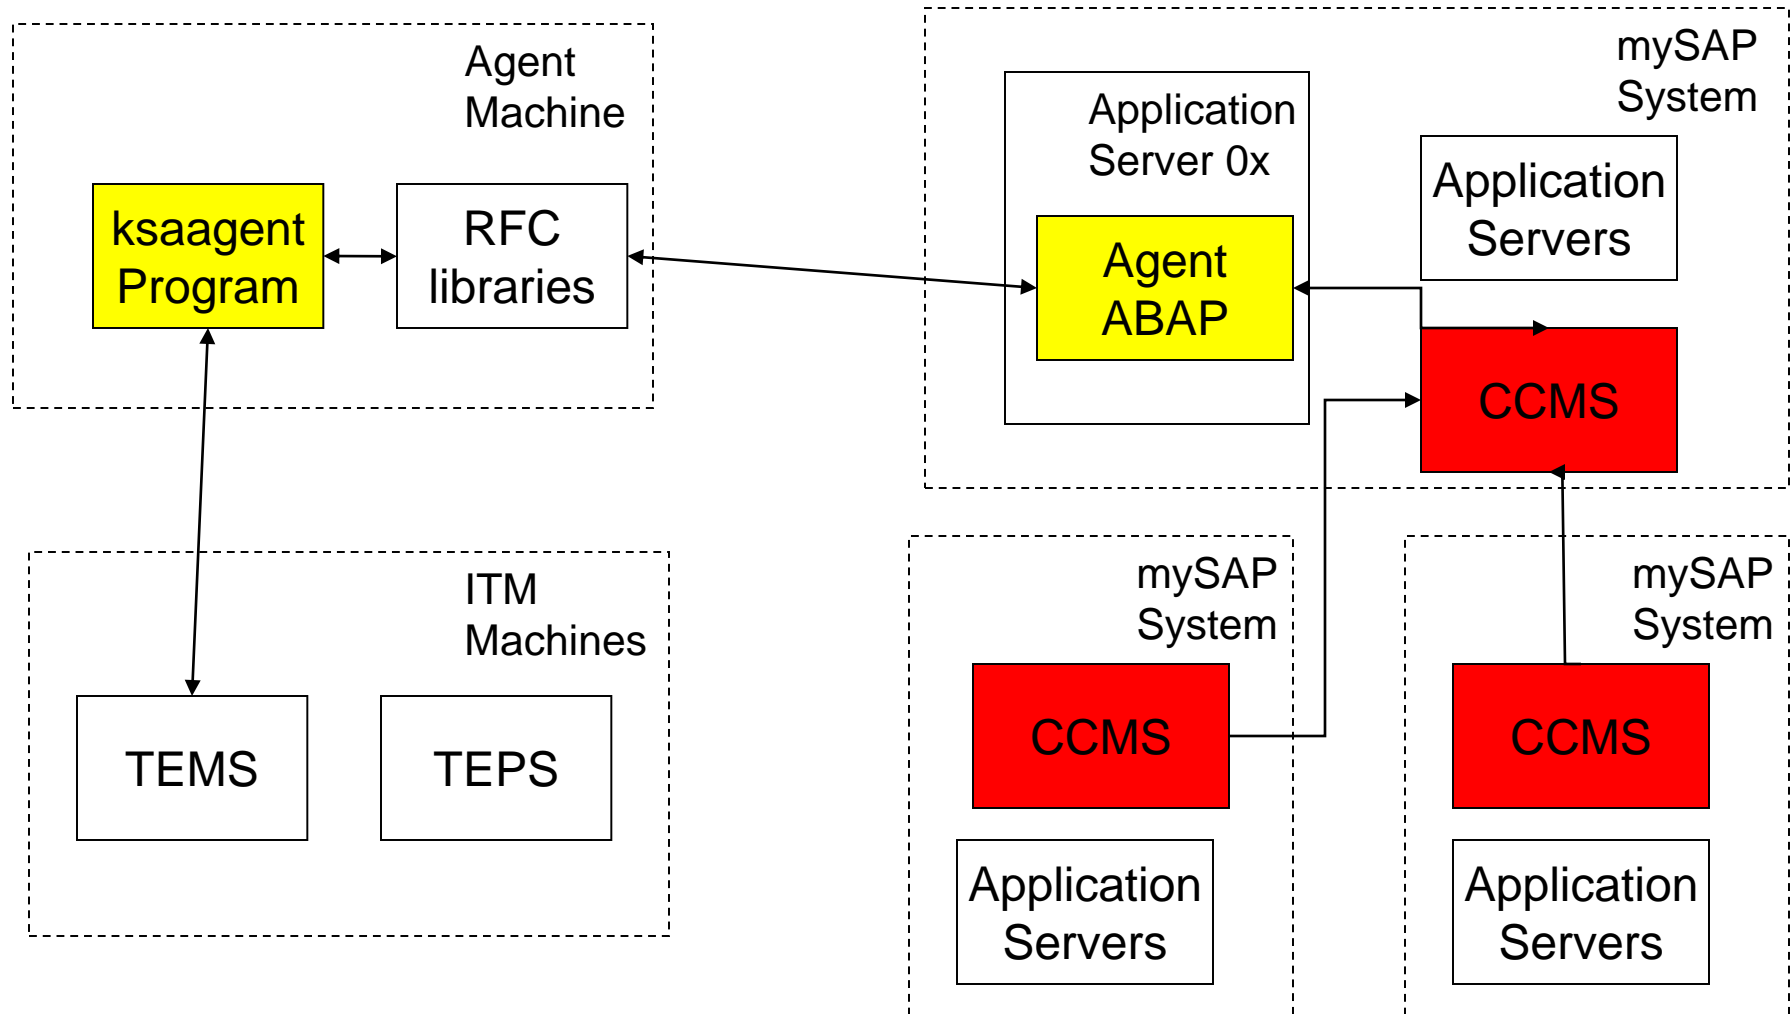 Agent
Machine
ksaagent
Program
RFC
libraries
mySAP
System
Application
Server 0x
Agent
ABAP
Application
Servers
CCMS
ITM
Machines
TEMS
TEPS
mySAP
System
CCMS
Application
Servers
mySAP
System
CCMS
Application
Servers